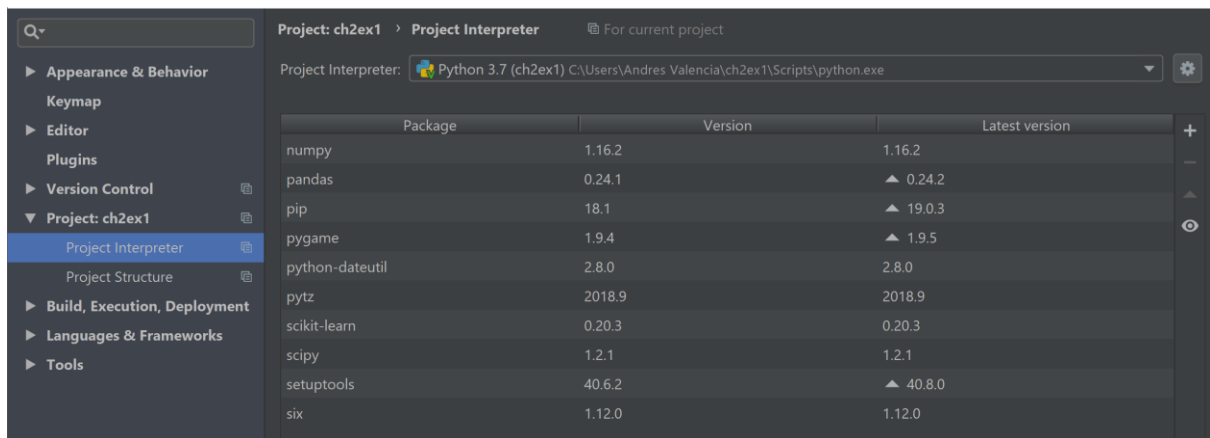 Project: ch2ex1 › Project Interpreter For current project
Appearance & Behavior
Keymap
Editor
Plugins
Version Control
Project: ch2ex1
Project Interpreter
Project Structure
Build, Execution, Deployment
Languages & Frameworks
Tools
Project Interpreter: Python 3.7 (ch2ex1) C:\Users\Andres Valencia\ch2ex1\Scripts\python.exe
Package Version Latest version
numpy 1.16.2 1.16.2
pandas 0.24.1 0.24.2
pip 18.1 19.0.3
pygame 1.9.4 1.9.5
python-dateutil 2.8.0 2.8.0
pytz 2018.9 2018.9
scikit-learn 0.20.3 0.20.3
scipy 1.2.1 1.2.1
setuptools 40.6.2 40.8.0
six 1.12.0 1.12.0